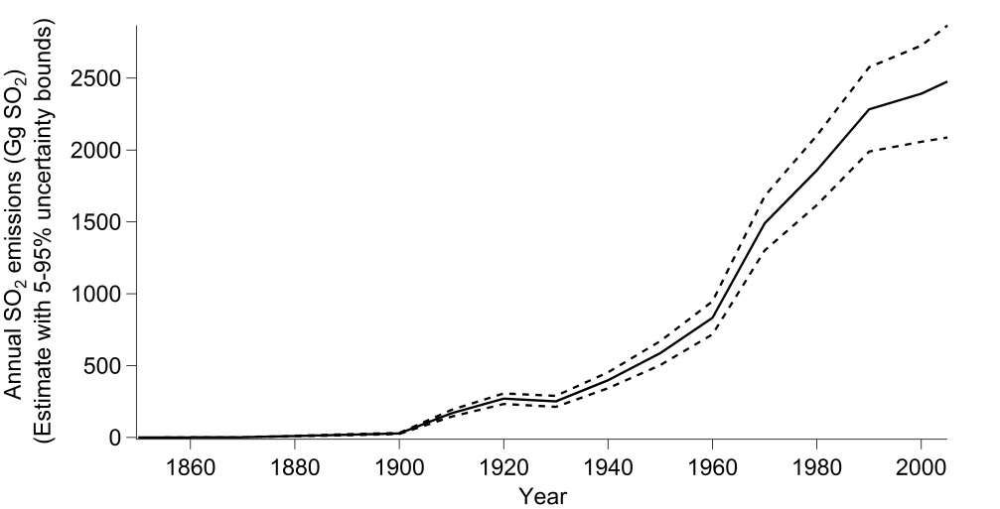 Annual SO₂ emissions (Gg SO₂)
(Estimate with 5-95% uncertainty bounds)
2500
2000
1500
1000
500
0
1860 1880 1900 1920 1940 1960 1980 2000
Year